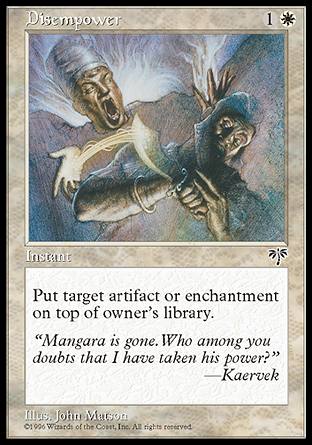 Disempower 1
Instant
Put target artifact or enchantment
on top of owner's library.
"Mangara is gone.Who among you
doubts that I have taken his power?"
—Kaervek
Illus. John Matson
©1996 Wizards of the Coast, Inc. All rights reserved.